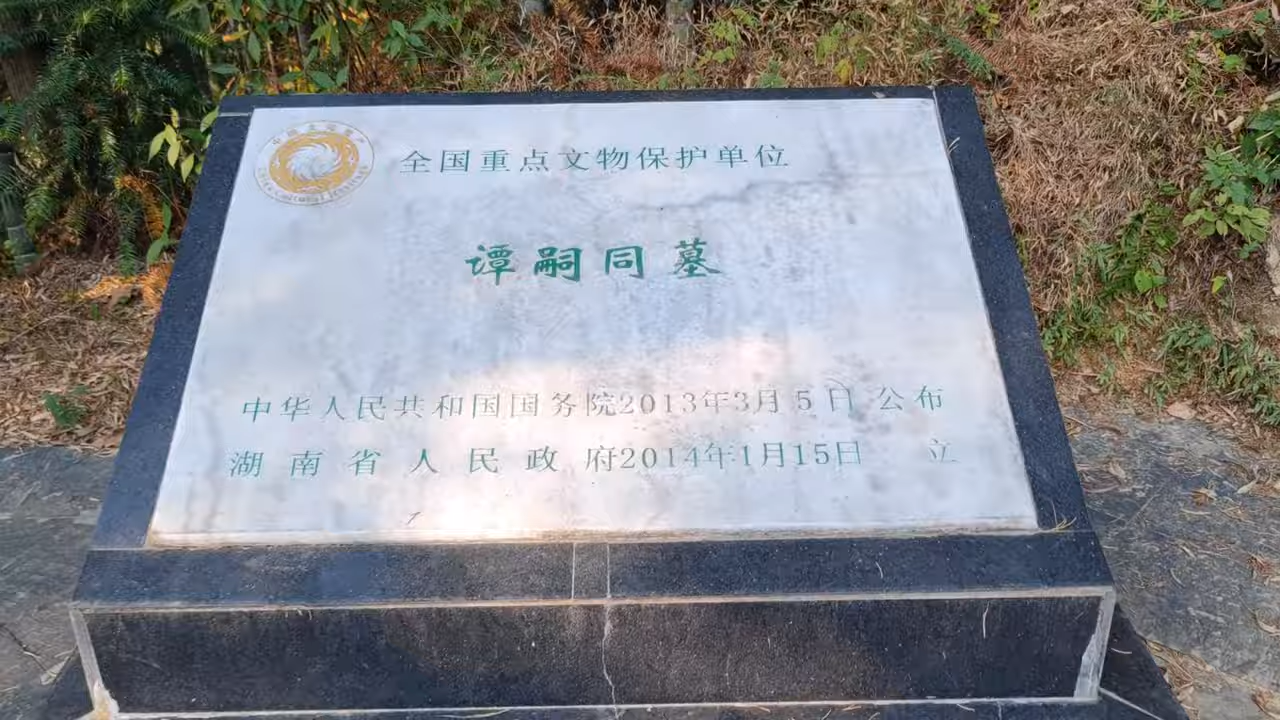 全国重点文物保护单位
谭嗣同墓
中华人民共和国国务院2013年3月5日公布
湖南省人民政府2014年1月15日 立